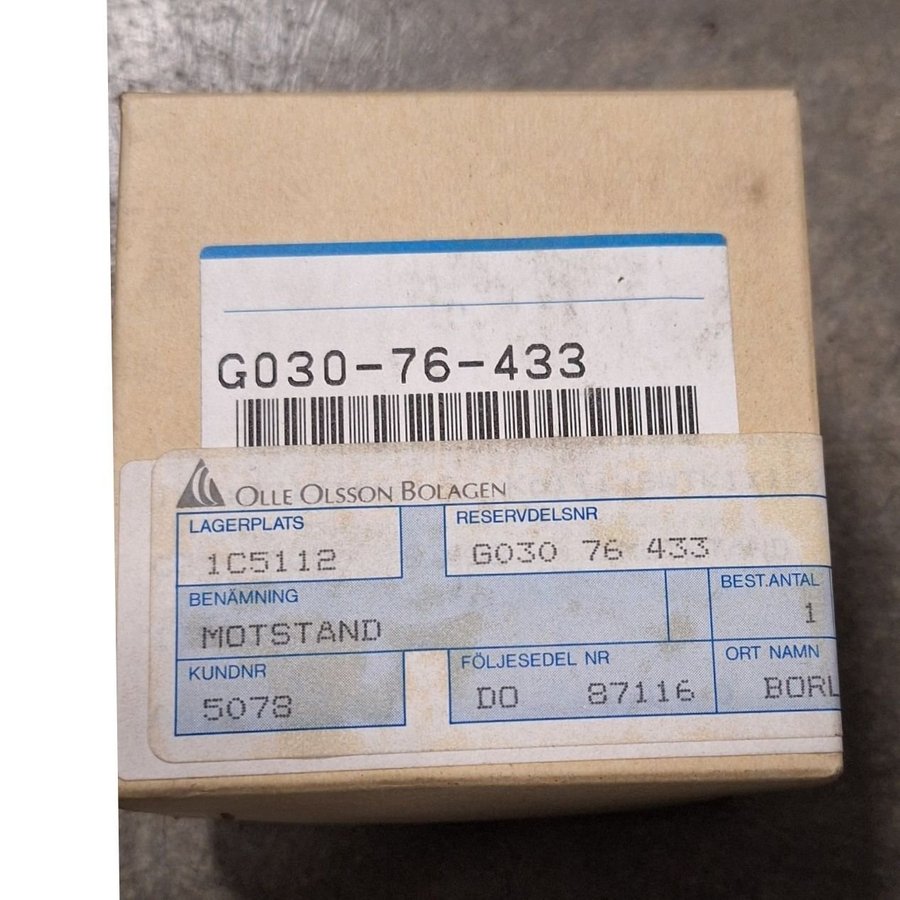 G030-76-433
OLLE OLSSON BOLAGEN
LAGERPLATS
1C5112
RESERVDELSNR
G030 76 433
BENÄMNING
MOTSTAND
BEST.ANTAL
1
KUNDNR
5078
FÖLJESEDEL NR
DO 87116
ORT NAMN
BORL